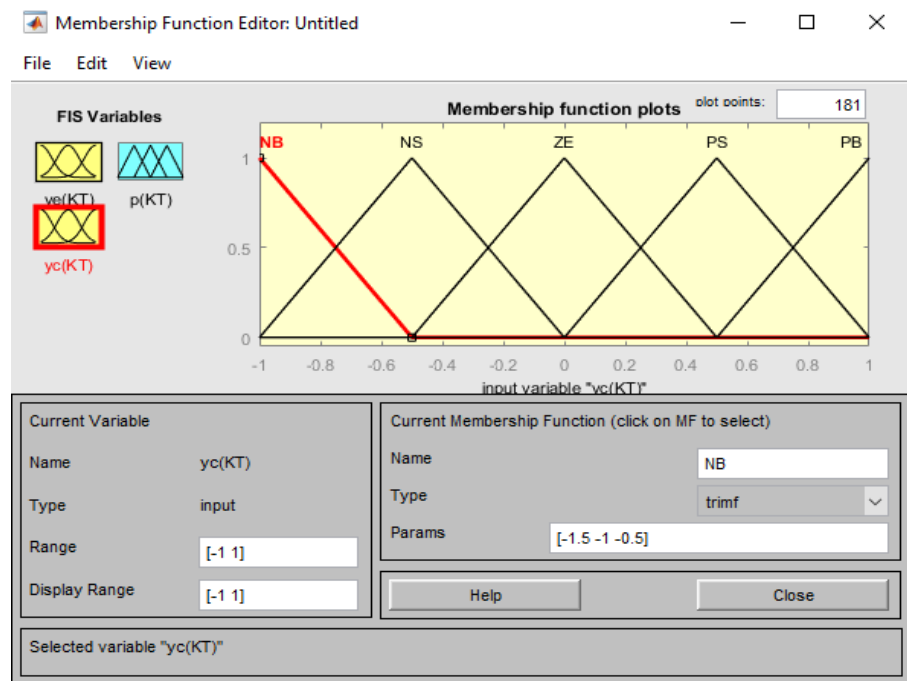 Membership Function Editor: Untitled
File Edit View
FIS Variables
ve(KT) p(KT)
yc(KT)
Membership function plots plot points: 181
NB NS ZE PS PB
1
0.5
0
-1 -0.8 -0.6 -0.4 -0.2 0 0.2 0.4 0.6 0.8 1
input variable "yc(KT)"
Current Variable
Name yc(KT)
Type input
Range [-1 1]
Display Range [-1 1]
Current Membership Function (click on MF to select)
Name NB
Type trimf
Params [-1.5 -1 -0.5]
Help Close
Selected variable "yc(KT)"